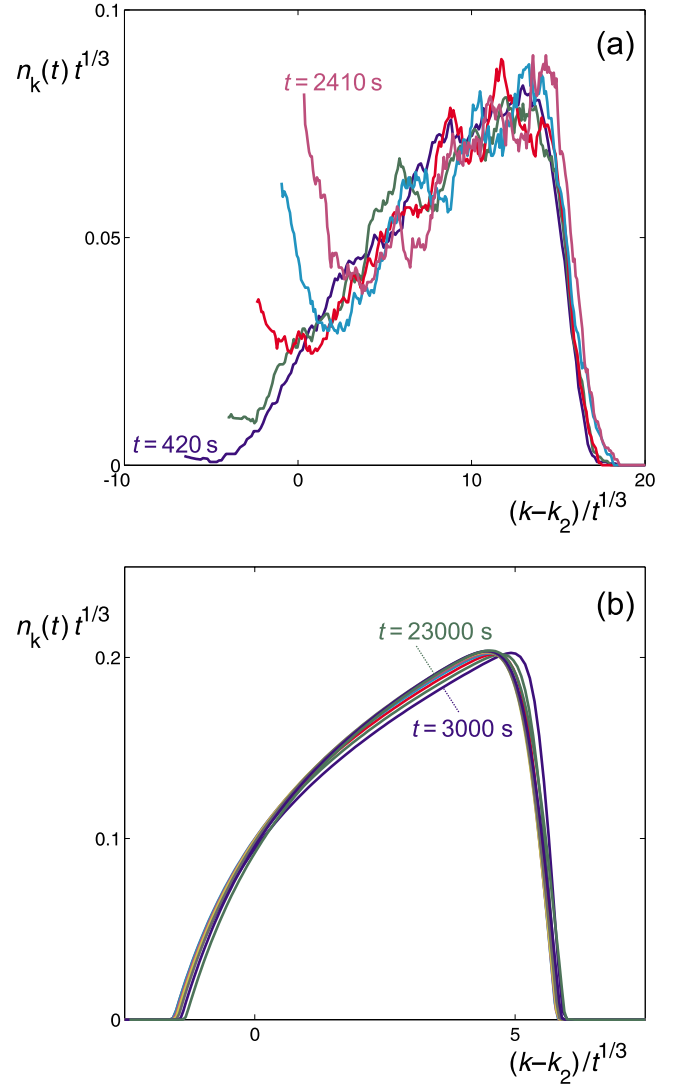 0.1
(a)
n_k(t) t^{1/3}
t = 2410 s
0.05
t = 420 s
0
-10 0 10 20
(k–k_2)/t^{1/3}
(b)
n_k(t) t^{1/3}
t = 23000 s
0.2
t = 3000 s
0.1
0
0 5
(k–k_2)/t^{1/3}